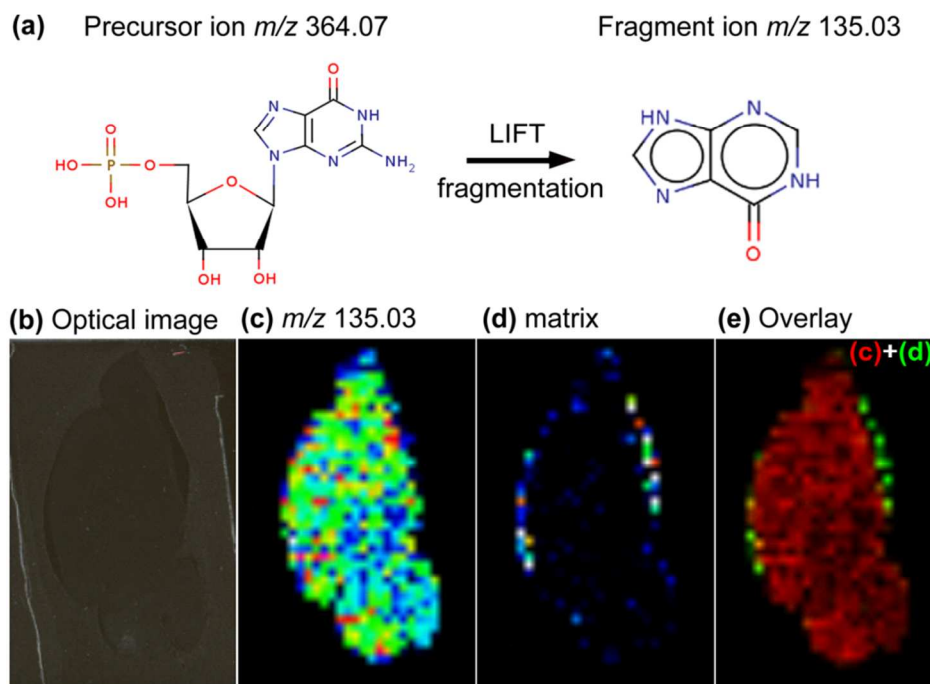 (a) Precursor ion m/z 364.07 Fragment ion m/z 135.03
O
N
NH
O
HO
P
O
N
N
NH₂
OH
O
OH
OH
LIFT
fragmentation
HN
N
N
NH
O
(b) Optical image (c) m/z 135.03 (d) matrix (e) Overlay
(c)+(d)